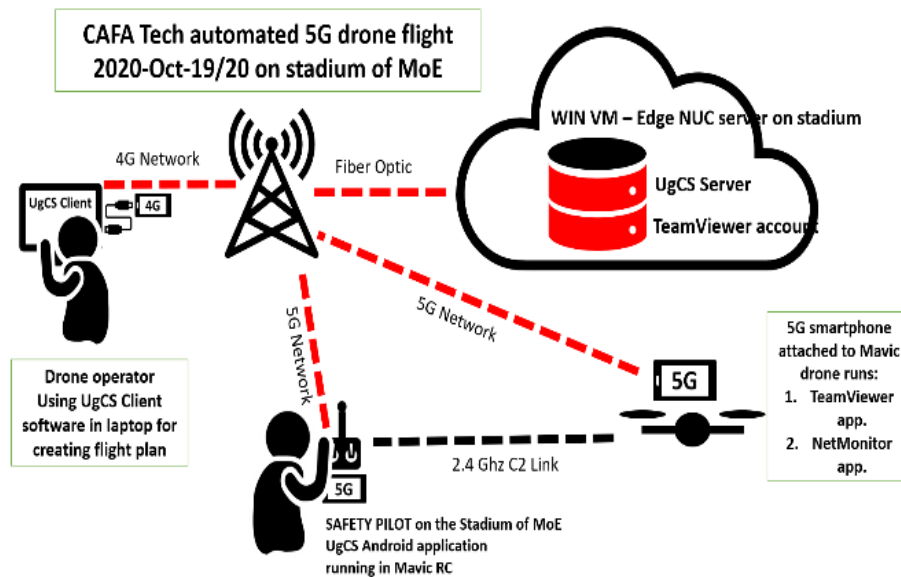 CAFA Tech automated 5G drone flight
2020-Oct-19/20 on stadium of MoE
WIN VM – Edge NUC server on stadium
UgCS Server
TeamViewer account
4G Network
Fiber Optic
UgCS Client
4G
5G Network
5G Network
5G smartphone
attached to Mavic
drone runs:
1. TeamViewer
app.
2. NetMonitor
app.
5G
Drone operator
Using UgCS Client
software in laptop for
creating flight plan
2.4 Ghz C2 Link
5G
SAFETY PILOT on the Stadium of MoE
UgCS Android application
running in Mavic RC